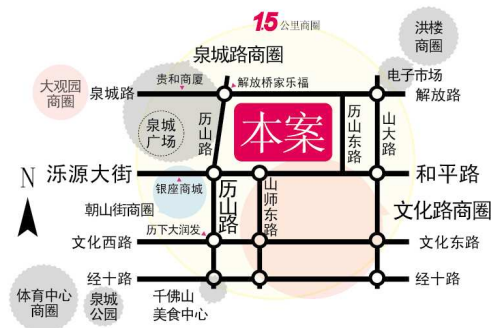 15公里商圈
洪楼
商圈
泉城路商圈
电子市场
大观园
商圈
贵和商厦
解放桥家乐福
泉城路
解放路
泉城
广场
历山路
本案
历山东路
山大路
N
泺源大街
和平路
银座商城
历山路
山师东路
朝山街商圈
文化路商圈
历下大润发
文化西路
文化东路
经十路
经十路
体育中心
商圈
泉城
公园
千佛山
美食中心